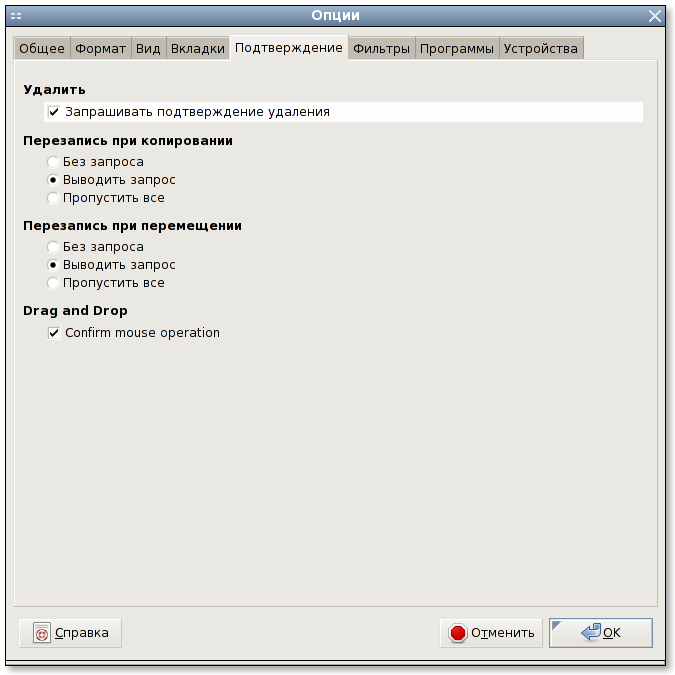 Опции
Общее Формат Вид Вкладки Подтверждение Фильтры Программы Устройства
Удалить
Запрашивать подтверждение удаления
Перезапись при копировании
Без запроса
Выводить запрос
Пропустить все
Перезапись при перемещении
Без запроса
Выводить запрос
Пропустить все
Drag and Drop
Confirm mouse operation
Справка Отменить OK